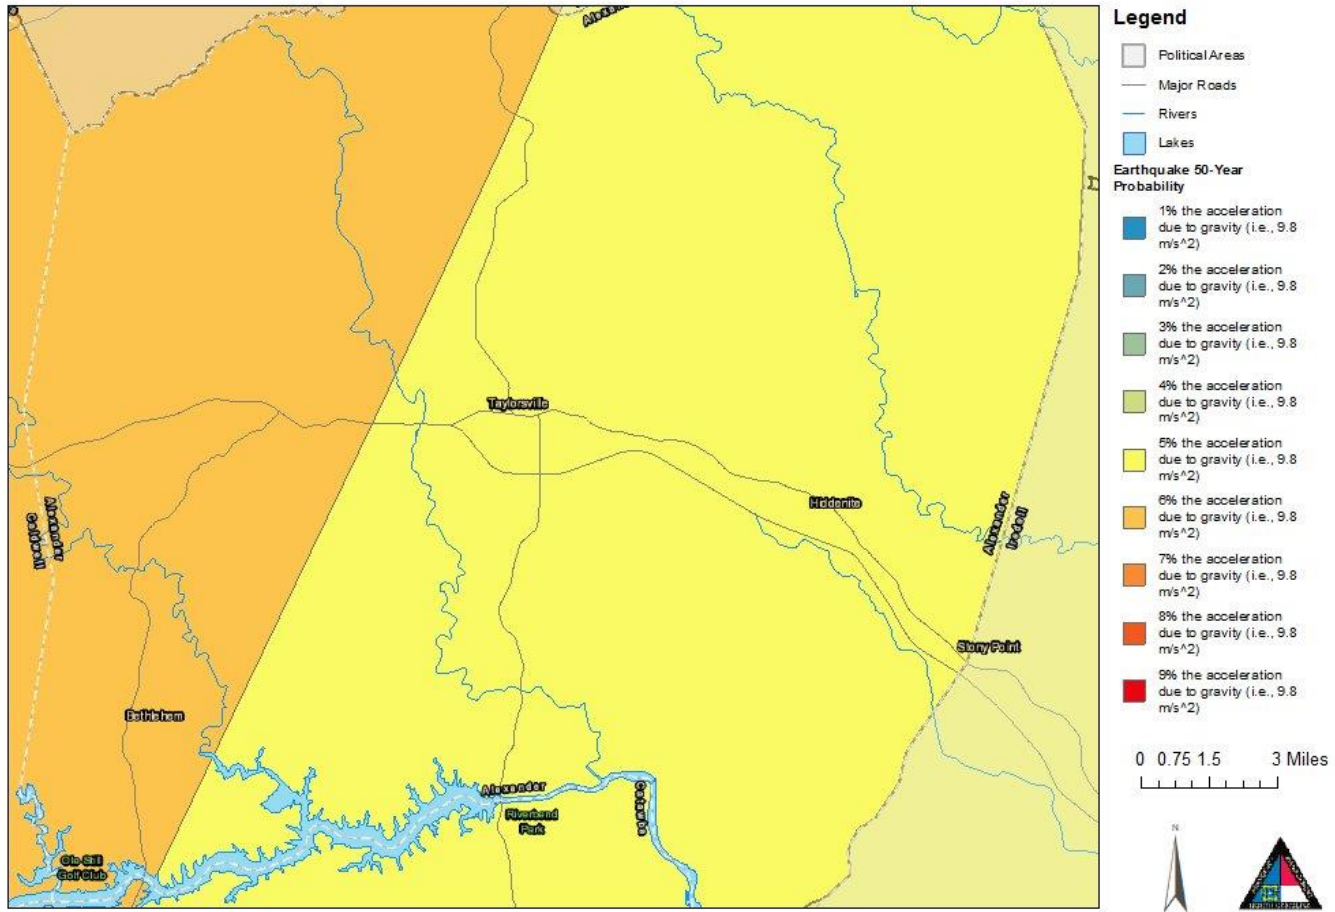 Alexander
Taylorsville
Hiddenite
Alexander
Iredell
Alexander
Caldwell
Stony Point
Bethlehem
Alexander
Catawba
Riverbend
Park
Ole Still
Golf Club
Legend
Political Areas
Major Roads
Rivers
Lakes
Earthquake 50-Year
Probability
1% the acceleration
due to gravity (i.e., 9.8
m/s^2)
2% the acceleration
due to gravity (i.e., 9.8
m/s^2)
3% the acceleration
due to gravity (i.e., 9.8
m/s^2)
4% the acceleration
due to gravity (i.e., 9.8
m/s^2)
5% the acceleration
due to gravity (i.e., 9.8
m/s^2)
6% the acceleration
due to gravity (i.e., 9.8
m/s^2)
7% the acceleration
due to gravity (i.e., 9.8
m/s^2)
8% the acceleration
due to gravity (i.e., 9.8
m/s^2)
9% the acceleration
due to gravity (i.e., 9.8
m/s^2)
0 0.75 1.5 3 Miles
N